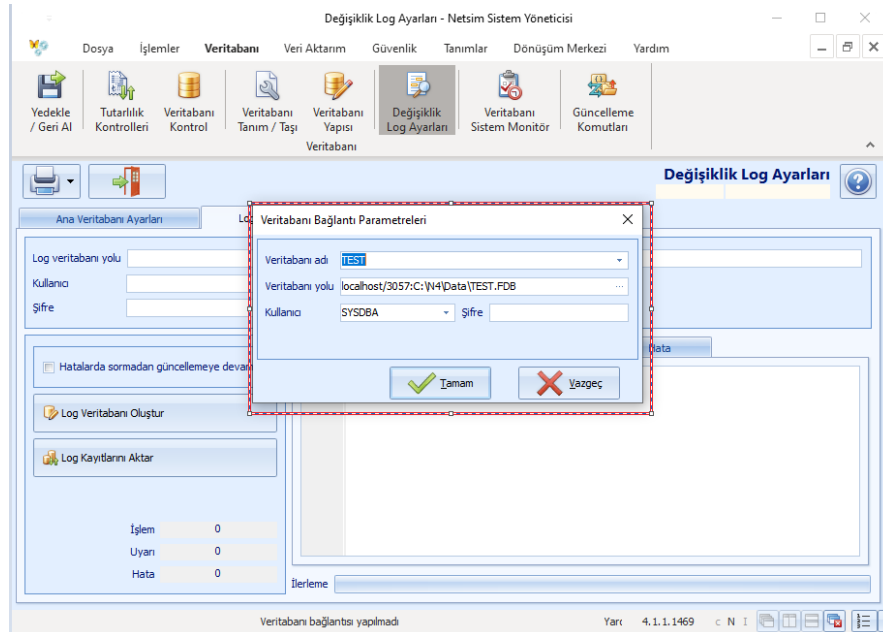 Değişiklik Log Ayarları - Netsim Sistem Yöneticisi
Dosya İşlemler Veritabanı Veri Aktarım Güvenlik Tanımlar Dönüşüm Merkezi Yardım
Yedekle / Geri Al
Tutarlılık Kontrolleri
Veritabanı Kontrol
Veritabanı Tanım / Taşı
Veritabanı Yapısı
Değişiklik Log Ayarları
Veritabanı Sistem Monitör
Güncelleme Komutları
Veritabanı
Değişiklik Log Ayarları
Ana Veritabanı Ayarları
Veritabanı Bağlantı Parametreleri
Log veritabanı yolu
Kullanıcı
Şifre
Veritabanı adı TEST
Veritabanı yolu localhost/3057:C:\N4\Data\TEST.FDB
Kullanıcı SYSDBA Şifre
Tamam Vazgeç
Hata
Hatalarda sormadan güncellemeye devam
Log Veritabanı Oluştur
Log Kayıtlarını Aktar
İşlem 0
Uyarı 0
Hata 0
İlerleme
Veritabanı bağlantısı yapılmadı Yarı 4.1.1.1469 c N I